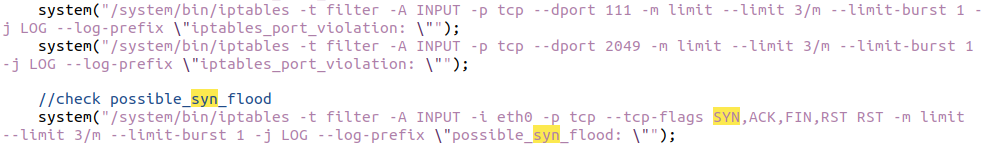 system("/system/bin/iptables -t filter -A INPUT -p tcp --dport 111 -m limit --limit 3/m --limit-burst 1 -
j LOG --log-prefix \"iptables_port_violation: \"");
system("/system/bin/iptables -t filter -A INPUT -p tcp --dport 2049 -m limit --limit 3/m --limit-burst 1
-j LOG --log-prefix \"iptables_port_violation: \"");
//check possible_syn_flood
system("/system/bin/iptables -t filter -A INPUT -i eth0 -p tcp --tcp-flags SYN,ACK,FIN,RST RST -m limit
--limit 3/m --limit-burst 1 -j LOG --log-prefix \"possible_syn_flood: \"");